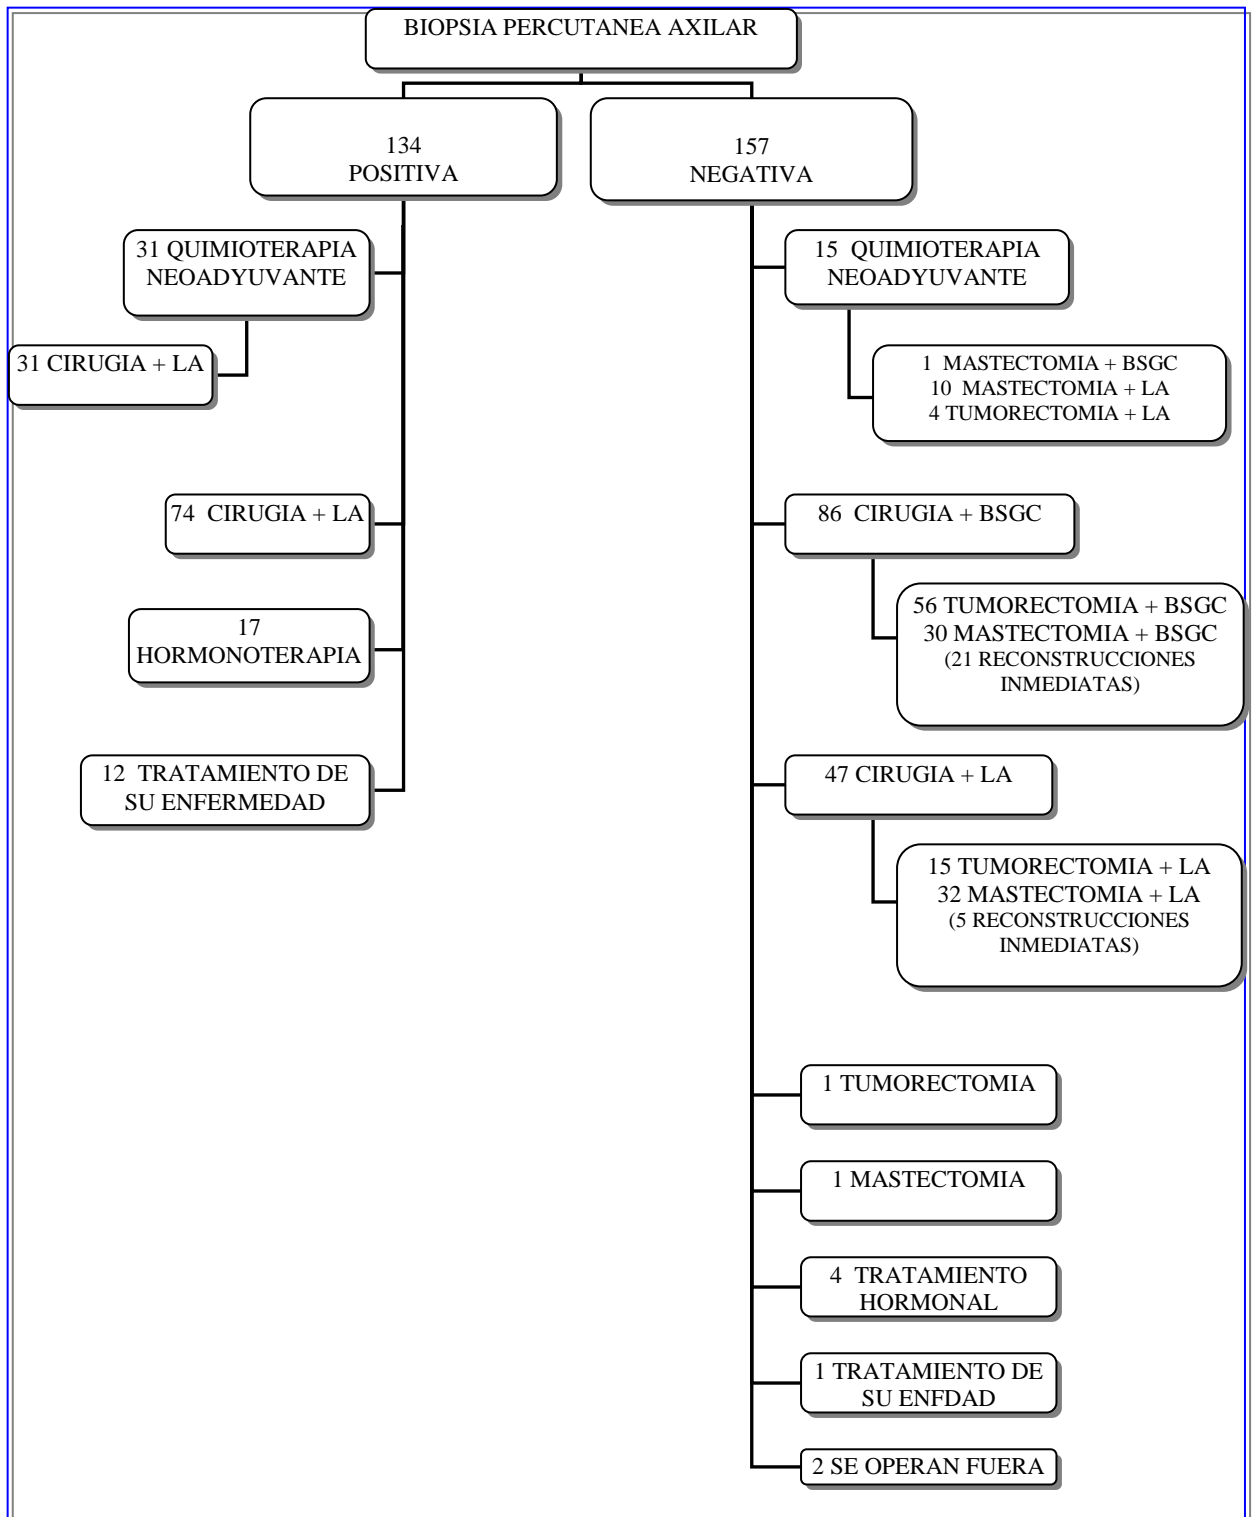 BIOPSIA PERCUTANEA AXILAR
134
POSITIVA
157
NEGATIVA
31 QUIMIOTERAPIA
NEOADYUVANTE
31 CIRUGIA + LA
74 CIRUGIA + LA
17
HORMONOTERAPIA
12 TRATAMIENTO DE
SU ENFERMEDAD
15 QUIMIOTERAPIA
NEOADYUVANTE
1 MASTECTOMIA + BSGC
10 MASTECTOMIA + LA
4 TUMORECTOMIA + LA
86 CIRUGIA + BSGC
56 TUMORECTOMIA + BSGC
30 MASTECTOMIA + BSGC
(21 RECONSTRUCCIONES
INMEDIATAS)
47 CIRUGIA + LA
15 TUMORECTOMIA + LA
32 MASTECTOMIA + LA
(5 RECONSTRUCCIONES
INMEDIATAS)
1 TUMORECTOMIA
1 MASTECTOMIA
4 TRATAMIENTO
HORMONAL
1 TRATAMIENTO DE
SU ENFDAD
2 SE OPERAN FUERA